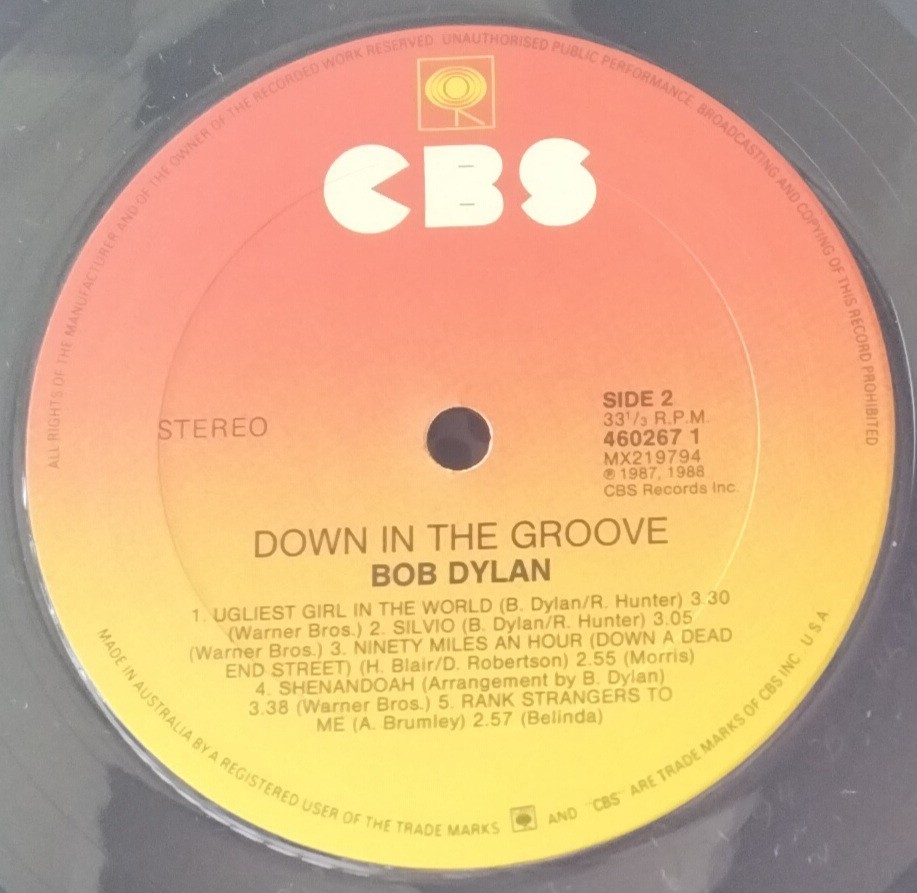 ALL RIGHTS OF THE MANUFACTURER AND OF THE OWNER OF THE RECORDED WORK RESERVED. UNAUTHORISED PUBLIC PERFORMANCE. BROADCASTING AND COPYING OF THIS RECORD PROHIBITED
CBS
STEREO
SIDE 2
33⅓ R.P.M.
460267 1
MX219794
℗ 1987, 1988
CBS Records Inc.
DOWN IN THE GROOVE
BOB DYLAN
1. UGLIEST GIRL IN THE WORLD (B. Dylan/R. Hunter) 3.30
(Warner Bros.) 2. SILVIO (B. Dylan/R. Hunter) 3.05
(Warner Bros.) 3. NINETY MILES AN HOUR (DOWN A DEAD
END STREET) (H. Blair/D. Robertson) 2.55 (Morris)
4. SHENANDOAH (Arrangement by B. Dylan)
3.38 (Warner Bros.) 5. RANK STRANGERS TO
ME (A. Brumley) 2.57 (Belinda)
MADE IN AUSTRALIA BY A REGISTERED USER OF THE TRADE MARKS AND "CBS" ARE TRADE MARKS OF CBS INC. U.S.A.